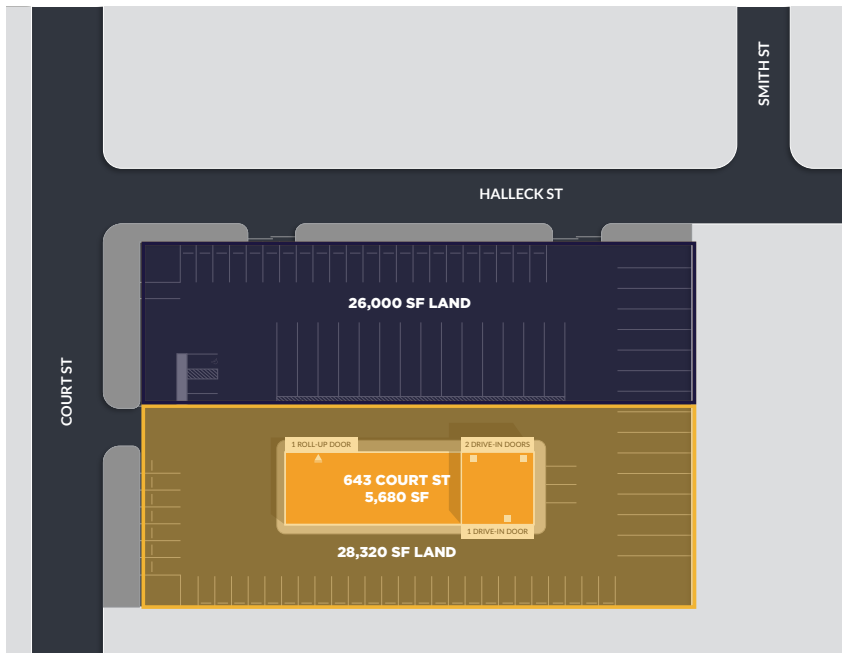 SMITH ST
HALLECK ST
26,000 SF LAND
COURT ST
1 ROLL-UP DOOR
2 DRIVE-IN DOORS
643 COURT ST
5,680 SF
1 DRIVE-IN DOOR
28,320 SF LAND